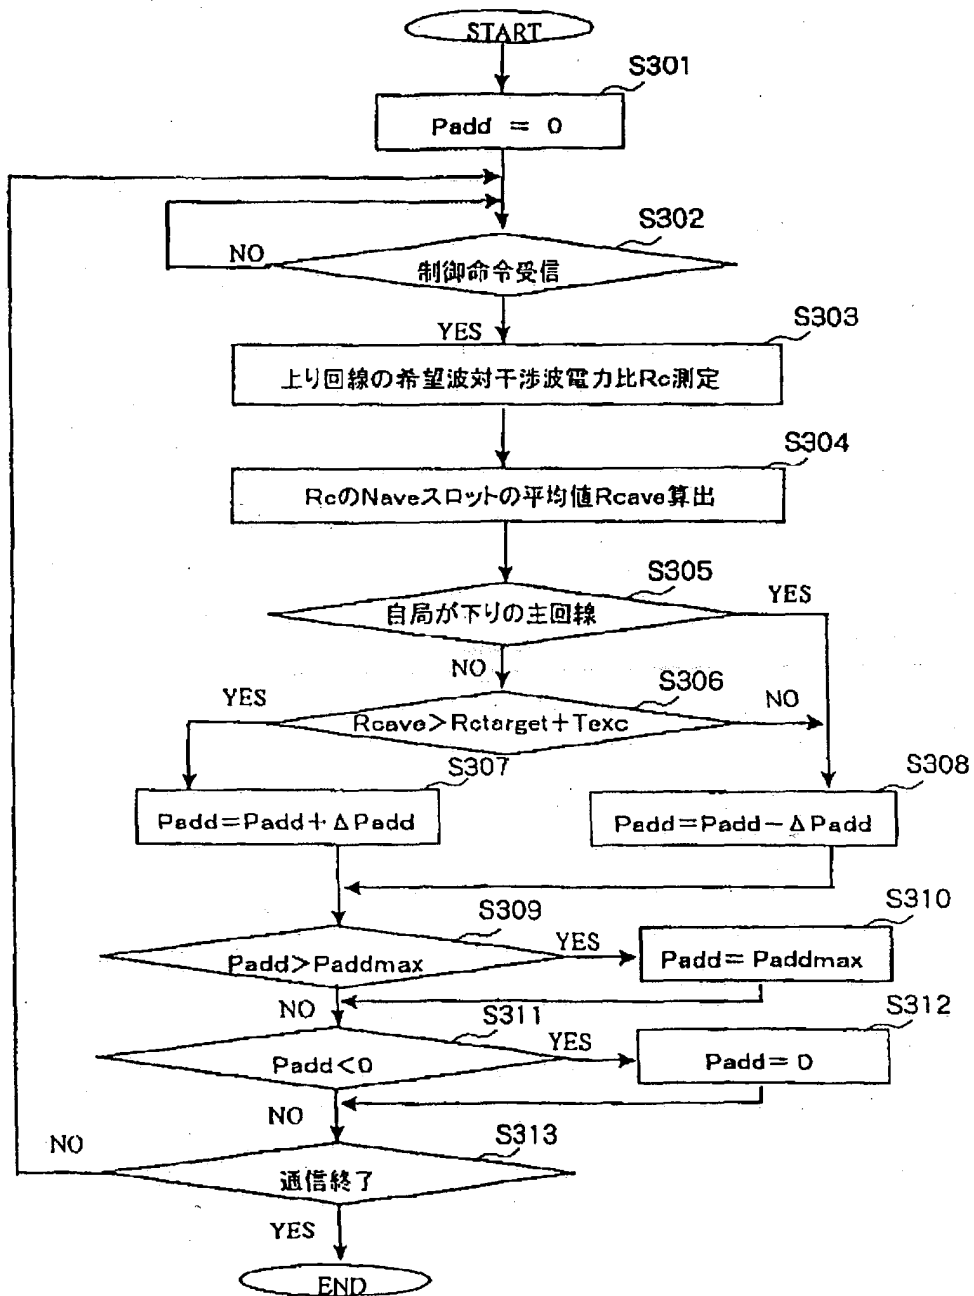 START
S301
Padd = 0
S302
NO
制御命令受信
YES
S303
上り回線の希望波対干渉波電力比Rc測定
S304
RcのNaveスロットの平均値Rcave算出
S305
自局が下りの主回線
YES
NO
S306
YES
NO
Rcave>Rctarget+Texc
S307
S308
Padd=Padd+ΔPadd
Padd=Padd-ΔPadd
S309
S310
Padd>Paddmax
YES
Padd=Paddmax
NO
S311
S312
Padd<0
YES
Padd=0
NO
S313
NO
通信終了
YES
END